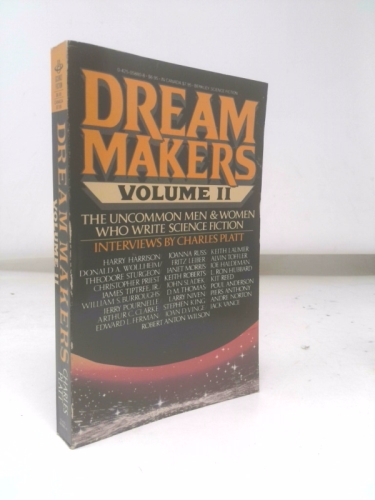 DREAM
MAKERS
VOLUME II
THE UNCOMMON MEN & WOMEN
WHO WRITE SCIENCE FICTION
INTERVIEWS BY CHARLES PLATT
HARRY HARRISON
DONALD A. WOLLHEIM
THEODORE STURGEON
CHRISTOPHER PRIEST
JAMES TIPTREE, JR.
WILLIAM S. BURROUGHS
JERRY POURNELLE
ARTHUR C. CLARKE
EDWARD L. FERMAN
JOANNA RUSS
FRITZ LEIBER
JANET MORRIS
KEITH ROBERTS
JOHN SLADEK
D.M. THOMAS
LARRY NIVEN
STEPHEN KING
JOAN D. VINGE
ROBERT ANTON WILSON
KEITH LAUMER
ALVIN TOFFLER
JOE HALDEMAN
L. RON HUBBARD
KIT REED
POUL ANDERSON
PIERS ANTHONY
ANDRE NORTON
JACK VANCE
DREAM MAKERS
VOLUME II
CHARLES
PLATT